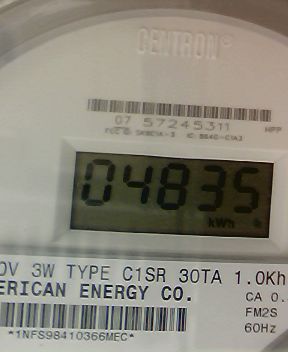 CENTRON®
07 57245311
HPP
04835
kWh
0V 3W TYPE C1SR 30TA 1.0Kh
ERICAN ENERGY CO.
CA 0.
FM2S
60Hz
*1NFS98410366MEC*